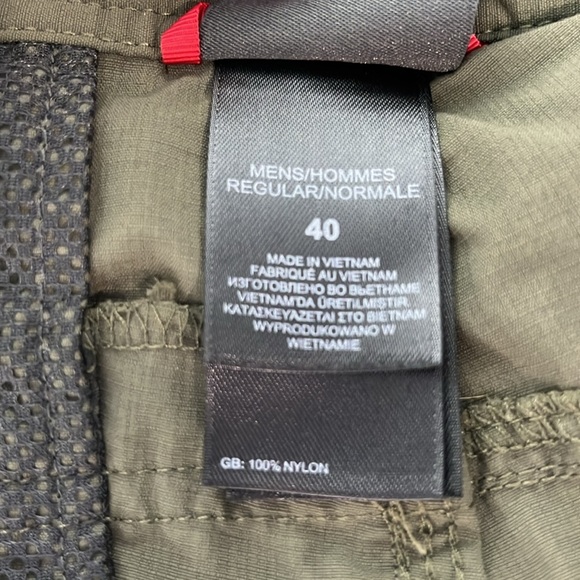 MENS/HOMMES
REGULAR/NORMALE
40
MADE IN VIETNAM
FABRIQUÉ AU VIETNAM
ИЗГОТОВЛЕНО ВО ВЬЕТНАМЕ
VIETNAM'DA ÜRETILMISTIR.
ΚΑΤΑΣΚΕΥΑΖΕΤΑΙ ΣΤΟ ΒΙΕΤΝΑΜ
WYPRODUKOWANO W
WIETNAMIE
GB: 100% NYLON